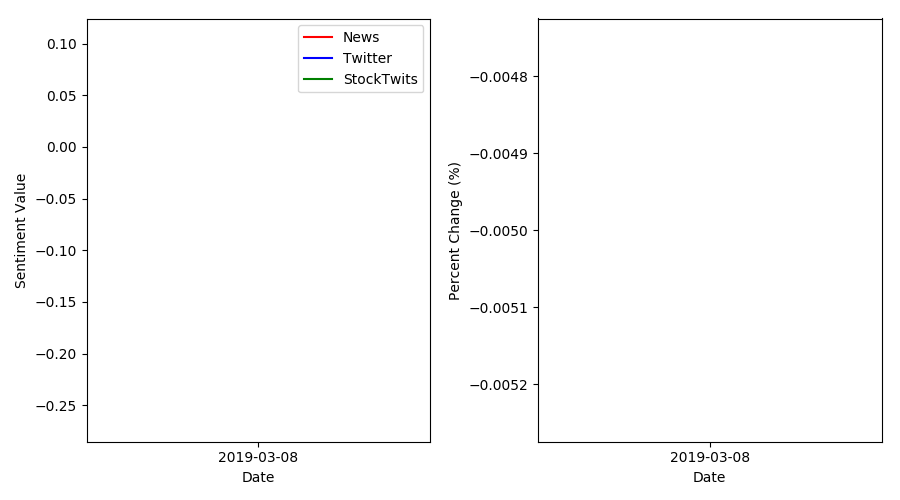 0.10
0.05
0.00
−0.05
−0.10
−0.15
−0.20
−0.25
Sentiment Value
News
Twitter
StockTwits
2019-03-08
Date
−0.0048
−0.0049
−0.0050
−0.0051
−0.0052
Percent Change (%)
2019-03-08
Date